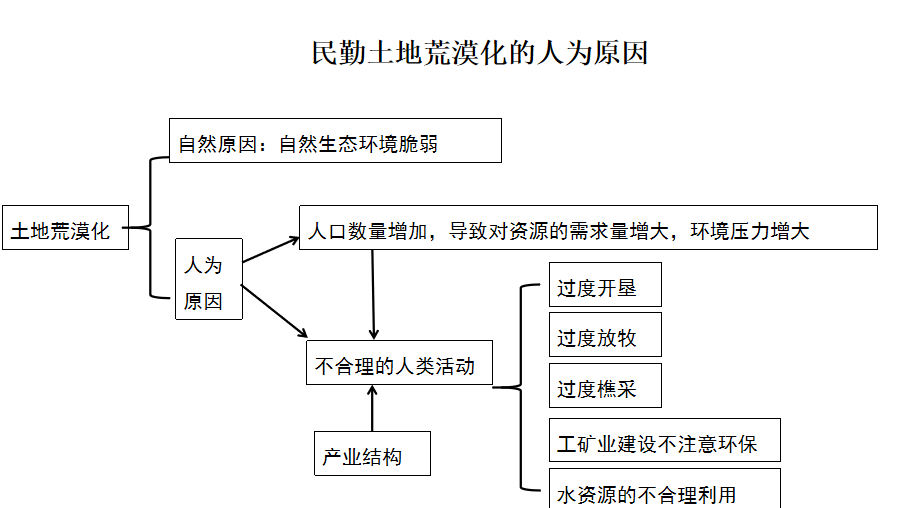 民勤土地荒漠化的人为原因
自然原因：自然生态环境脆弱
土地荒漠化
人口数量增加，导致对资源的需求量增大，环境压力增大
人为
原因
过度开垦
过度放牧
不合理的人类活动
过度樵采
工矿业建设不注意环保
产业结构
水资源的不合理利用